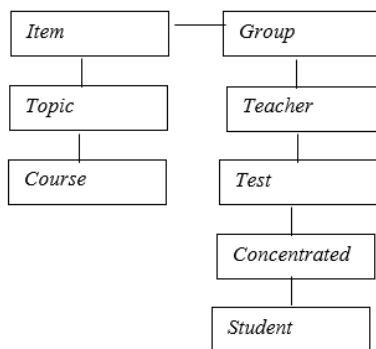 Item
Group
Topic
Teacher
Course
Test
Concentrated
Student